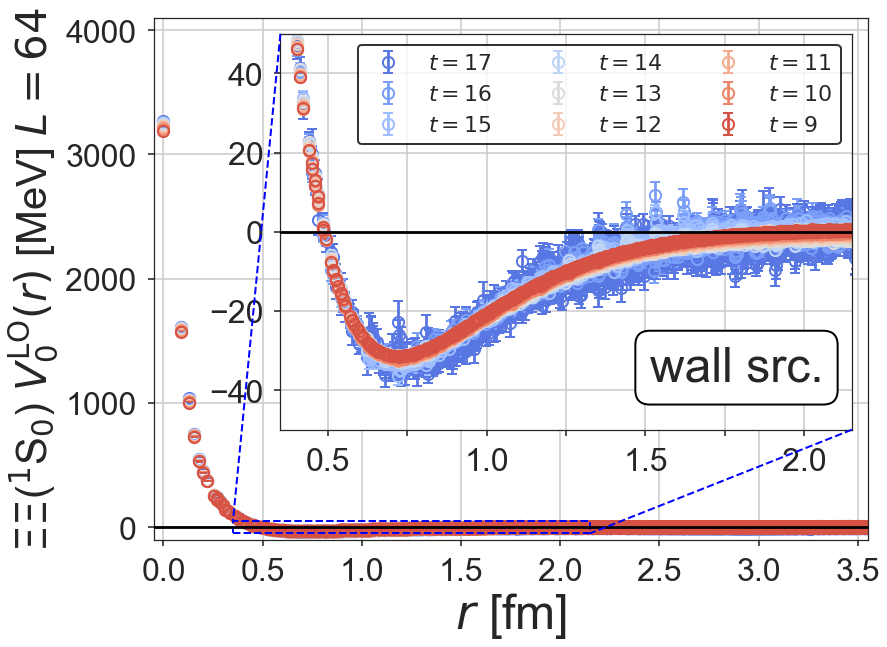 ΞΞ(¹S₀) V₀ᴸᴼ(r) [MeV] L = 64
4000
3000
2000
1000
0
40
20
0
−20
−40
t = 17 t = 14 t = 11
t = 16 t = 13 t = 10
t = 15 t = 12 t = 9
wall src.
0.5 1.0 1.5 2.0
0.0 0.5 1.0 1.5 2.0 2.5 3.0 3.5
r [fm]